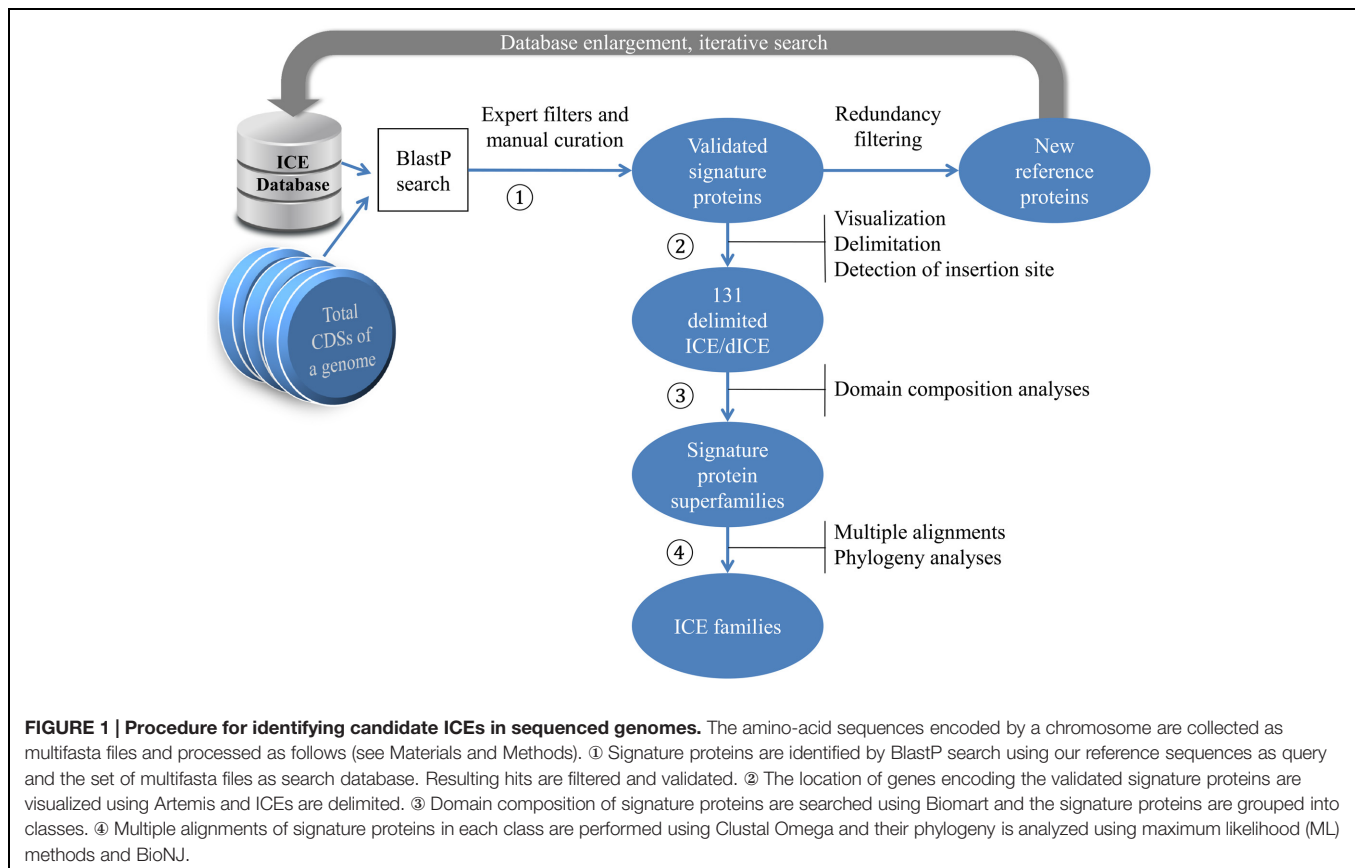 Database enlargement, iterative search
ICE
Database
BlastP
search
Expert filters and
manual curation
①
Validated
signature
proteins
Redundancy
filtering
New
reference
proteins
Total
CDSs of
a genome
②
Visualization
Delimitation
Detection of insertion site
131
delimited
ICE/dICE
③
Domain composition analyses
Signature
protein
superfamilies
④
Multiple alignments
Phylogeny analyses
ICE families
FIGURE 1 | Procedure for identifying candidate ICEs in sequenced genomes. The amino-acid sequences encoded by a chromosome are collected as
multifasta files and processed as follows (see Materials and Methods). ① Signature proteins are identified by BlastP search using our reference sequences as query
and the set of multifasta files as search database. Resulting hits are filtered and validated. ② The location of genes encoding the validated signature proteins are
visualized using Artemis and ICEs are delimited. ③ Domain composition of signature proteins are searched using Biomart and the signature proteins are grouped into
classes. ④ Multiple alignments of signature proteins in each class are performed using Clustal Omega and their phylogeny is analyzed using maximum likelihood (ML)
methods and BioNJ.